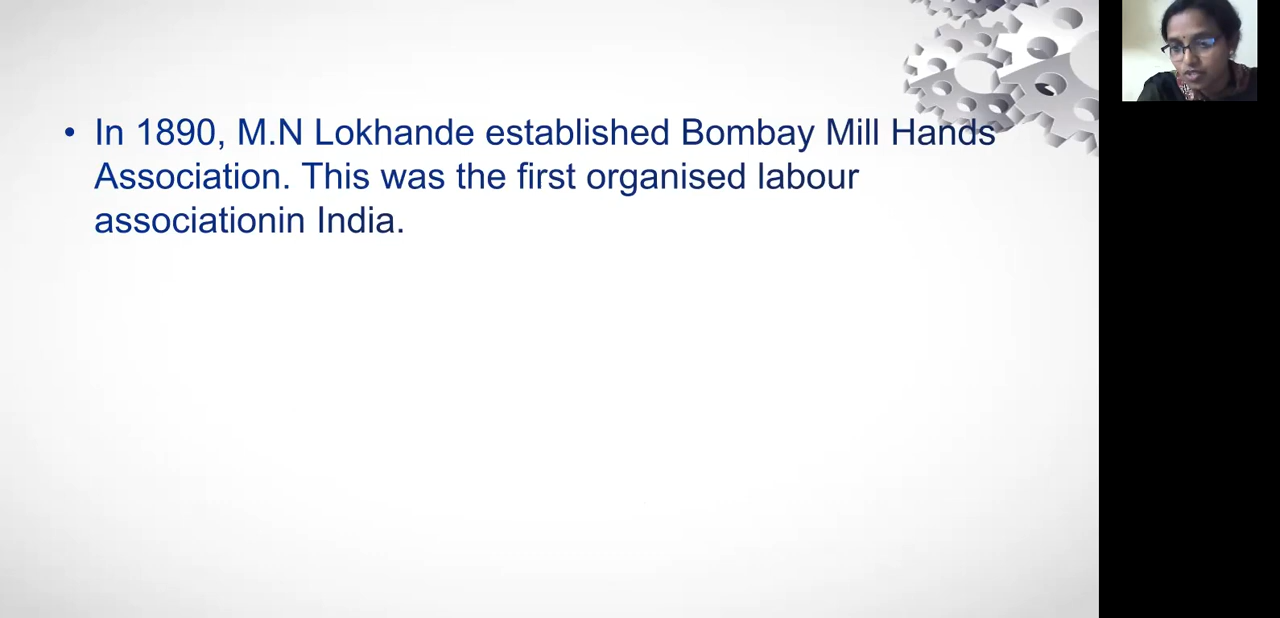 • In 1890, M.N Lokhande established Bombay Mill Hands
Association. This was the first organised labour
associationin India.